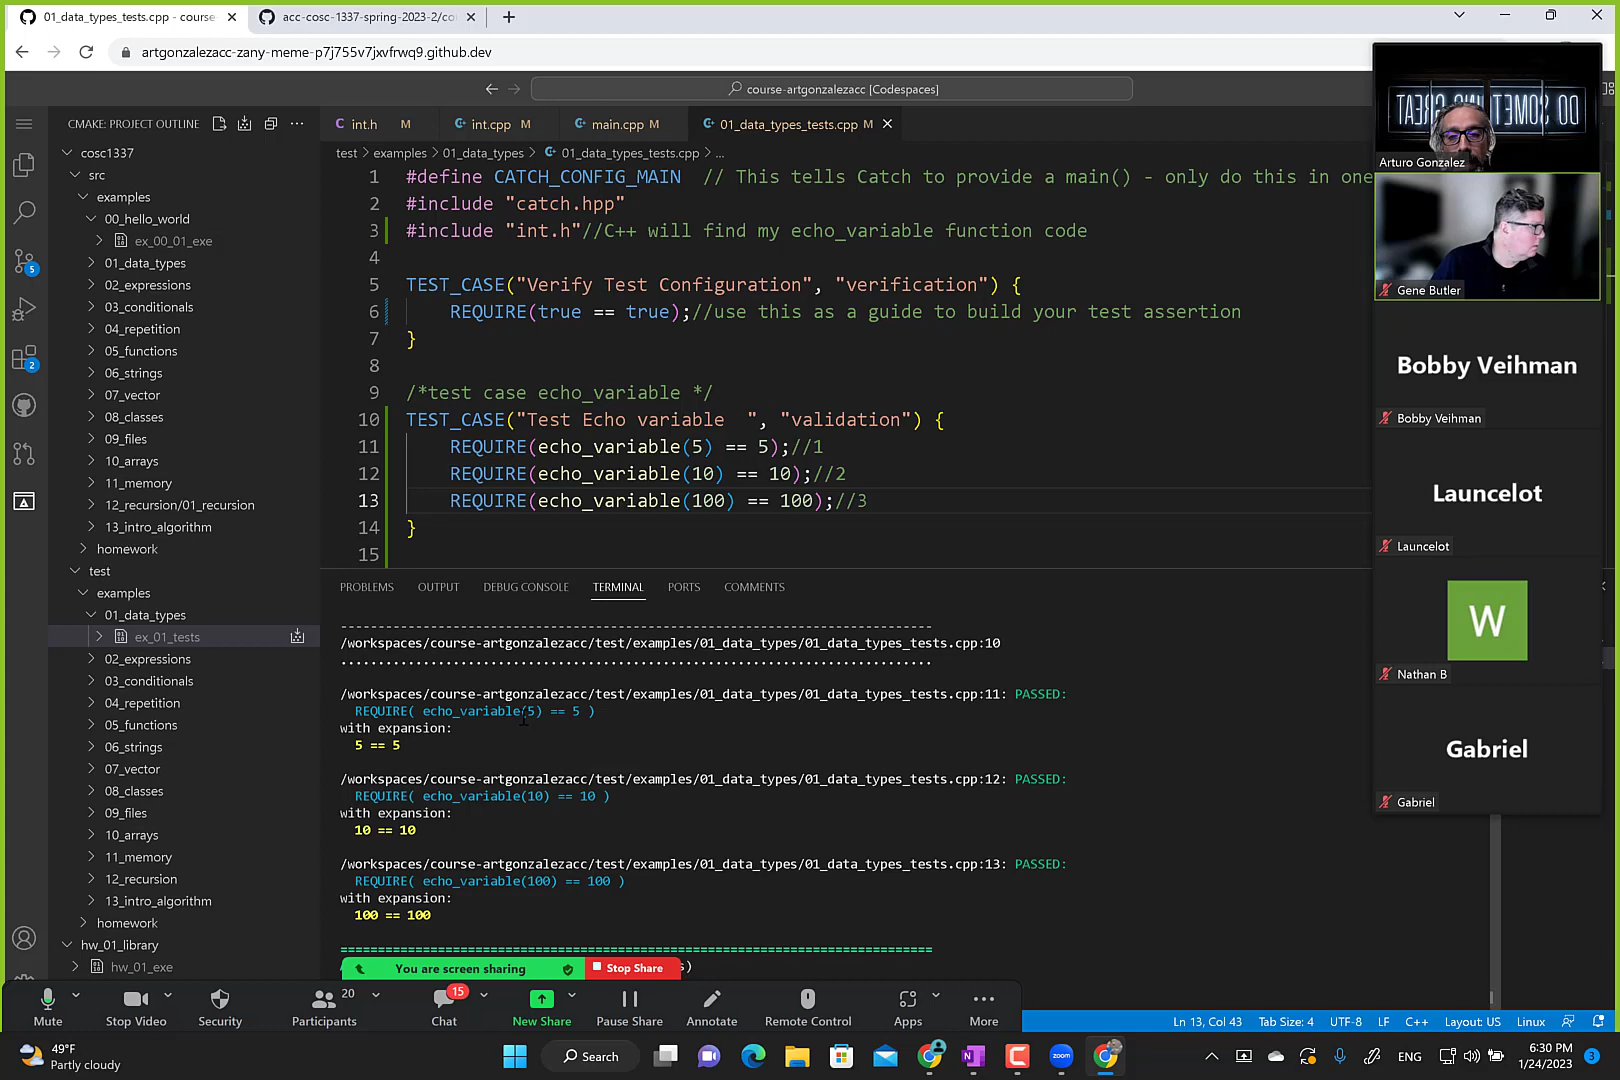 01_data_types_tests.cpp - course
acc-cosc-1337-spring-2023-2/co
artgonzalezacc-zany-meme-p7j755v7jxvfrwq9.github.dev
course-artgonzalezacc [Codespaces]
CMAKE: PROJECT OUTLINE
int.h M
int.cpp M
main.cpp M
01_data_types_tests.cpp M
test > examples > 01_data_types > 01_data_types_tests.cpp > ...
cosc1337
src
examples
00_hello_world
ex_00_01_exe
01_data_types
02_expressions
03_conditionals
04_repetition
05_functions
06_strings
07_vector
08_classes
09_files
10_arrays
11_memory
12_recursion/01_recursion
13_intro_algorithm
homework
test
examples
01_data_types
ex_01_tests
02_expressions
03_conditionals
04_repetition
05_functions
06_strings
07_vector
08_classes
09_files
10_arrays
11_memory
12_recursion
13_intro_algorithm
homework
hw_01_library
hw_01_exe
5
2
1 #define CATCH_CONFIG_MAIN // This tells Catch to provide a main() - only do this in one
2 #include "catch.hpp"
3 #include "int.h"//C++ will find my echo_variable function code
4
5 TEST_CASE("Verify Test Configuration", "verification") {
6 REQUIRE(true == true);//use this as a guide to build your test assertion
7 }
8
9 /*test case echo_variable */
10 TEST_CASE("Test Echo variable  ", "validation") {
11 REQUIRE(echo_variable(5) == 5);//1
12 REQUIRE(echo_variable(10) == 10);//2
13 REQUIRE(echo_variable(100) == 100);//3
14 }
15
PROBLEMS OUTPUT DEBUG CONSOLE TERMINAL PORTS COMMENTS
-------------------------------------------------------------------------------
/workspaces/course-artgonzalezacc/test/examples/01_data_types/01_data_types_tests.cpp:10
...............................................................................
/workspaces/course-artgonzalezacc/test/examples/01_data_types/01_data_types_tests.cpp:11: PASSED:
REQUIRE( echo_variable(5) == 5 )
with expansion:
5 == 5
/workspaces/course-artgonzalezacc/test/examples/01_data_types/01_data_types_tests.cpp:12: PASSED:
REQUIRE( echo_variable(10) == 10 )
with expansion:
10 == 10
/workspaces/course-artgonzalezacc/test/examples/01_data_types/01_data_types_tests.cpp:13: PASSED:
REQUIRE( echo_variable(100) == 100 )
with expansion:
100 == 100
===============================================================================
s)
You are screen sharing Stop Share
DO SOMETHING GREAT
Arturo Gonzalez
Gene Butler
Bobby Veihman
Bobby Veihman
Launcelot
Launcelot
W
Nathan B
Gabriel
Gabriel
Mute
Stop Video
Security
Participants 20
Chat 15
New Share
Pause Share
Annotate
Remote Control
Apps
More
Ln 13, Col 43 Tab Size: 4 UTF-8 LF C++ Layout: US Linux
49°F
Partly cloudy
Search
zoom
ENG
6:30 PM
1/24/2023
3